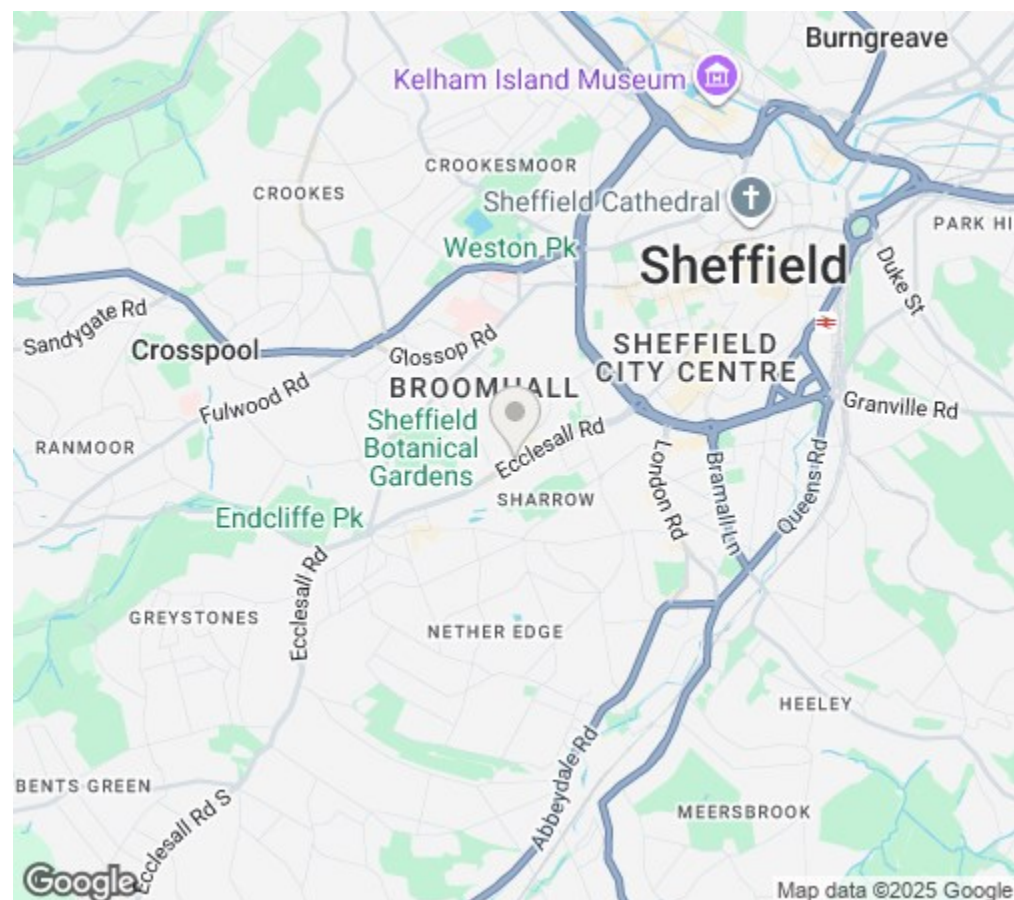 Burngreave
Kelham Island Museum
CROOKESMOOR
CROOKES
Sheffield Cathedral
PARK HI
Weston Pk
Sheffield
Duke St
Sandygate Rd
Crosspool
Glossop Rd
SHEFFIELD
CITY CENTRE
BROOMHALL
Fulwood Rd
Granville Rd
Sheffield
Botanical
Gardens
Ecclesall Rd
RANMOOR
London Rd
Bramall Ln
Queens Rd
SHARROW
Endcliffe Pk
Ecclesall Rd
GREYSTONES
NETHER EDGE
HEELEY
Abbeydale Rd
BENTS GREEN
Ecclesall Rd S
MEERSBROOK
Google
Map data ©2025 Google